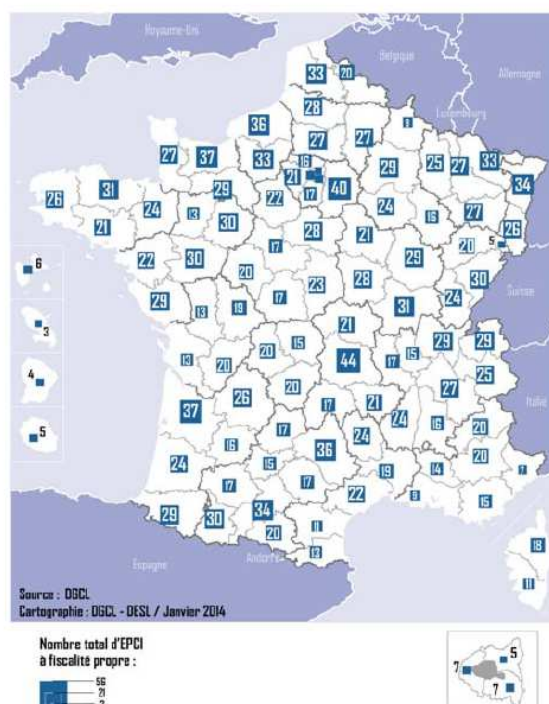 Royaume-Uni
Belgique
Allemagne
Luxembourg
33 20
28
36 27 27
27 37 33 16 29 25 27 33
34
26 31 24 29 21 17 40
21 13 30 22 24 16 27
26
22 30 17 28 21 29 20 5
20 23 28 30
29 13 19 17 31 24
Suisse
6
3
4
5
21
13 20 20 15 44 17 15 29 29
27 25
Italie
37 26 20 17 21 24 16 20
16 17 36 24 20
24 17 15 17 19 14
29 30 34 22 15
20 11
18
11
Espagne
Andorre
Source : DGCL
Cartographie : DGCL - DESL / Janvier 2014
Nombre total d'EPCI
à fiscalité propre :
56
21
7 5
7